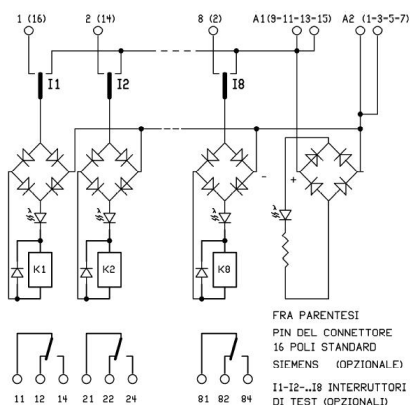 1 (16) 2 (14) 8 (2) A1(9-11-13-15) A2 (1-3-5-7)
I1 I2 I8
- +
K1 K2 K8
FRA PARENTESI
PIN DEL CONNETTORE
16 POLI STANDARD
SIEMENS (OPZIONALE)
I1-I2-..I8 INTERRUTTORI
DI TEST (OPZIONALI)
11 12 14 21 22 24 81 82 84